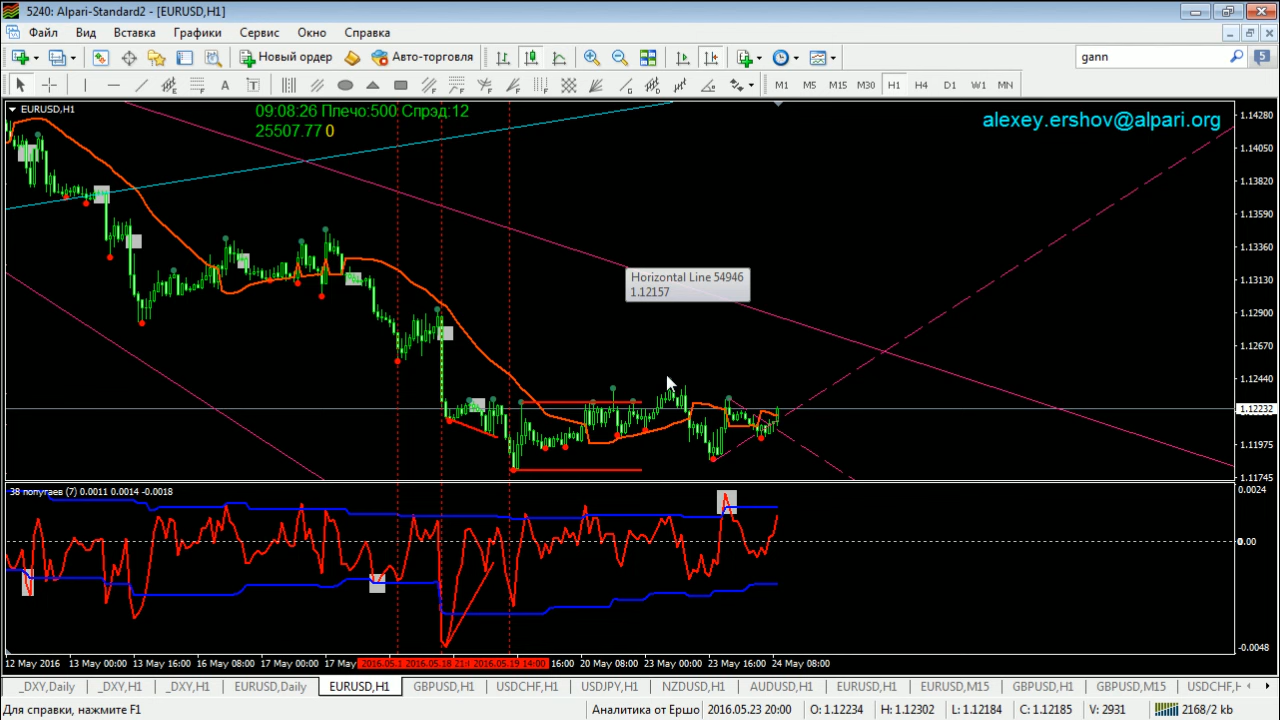 5240: Alpari-Standard2 - [EURUSD,H1]
Файл Вид Вставка Графики Сервис Окно Справка
Новый ордер Авто-торговля gann 5
A T M1 M5 M15 M30 H1 H4 D1 W1 MN
EURUSD,H1
09:08:26 Плечо:500 Спрэд:12
25507.77 0
alexey.ershov@alpari.org
1.14280
1.14050
1.13820
1.13590
1.13360
1.13130
1.12900
1.12670
1.12440
1.12232
1.11975
1.11745
Horizontal Line 54946
1.12157
38 попугаев (7) 0.0011 0.0014 -0.0018
0.0024
0.00
-0.0048
12 May 2016 13 May 00:00 13 May 16:00 16 May 08:00 17 May 00:00 17 May 2016.05.1 2016.05.18 21:0 2016.05.19 14:00 16:00 20 May 08:00 23 May 00:00 23 May 16:00 24 May 08:00
_DXY,Daily _DXY,H1 _DXY,H1 EURUSD,Daily EURUSD,H1 GBPUSD,H1 USDCHF,H1 USDJPY,H1 NZDUSD,H1 AUDUSD,H1 EURUSD,H1 EURUSD,M15 GBPUSD,H1 GBPUSD,M15 USDCHF,H
Для справки, нажмите F1 Аналитика от Ершо 2016.05.23 20:00 O: 1.12234 H: 1.12302 L: 1.12184 C: 1.12185 V: 2931 2168/2 kb